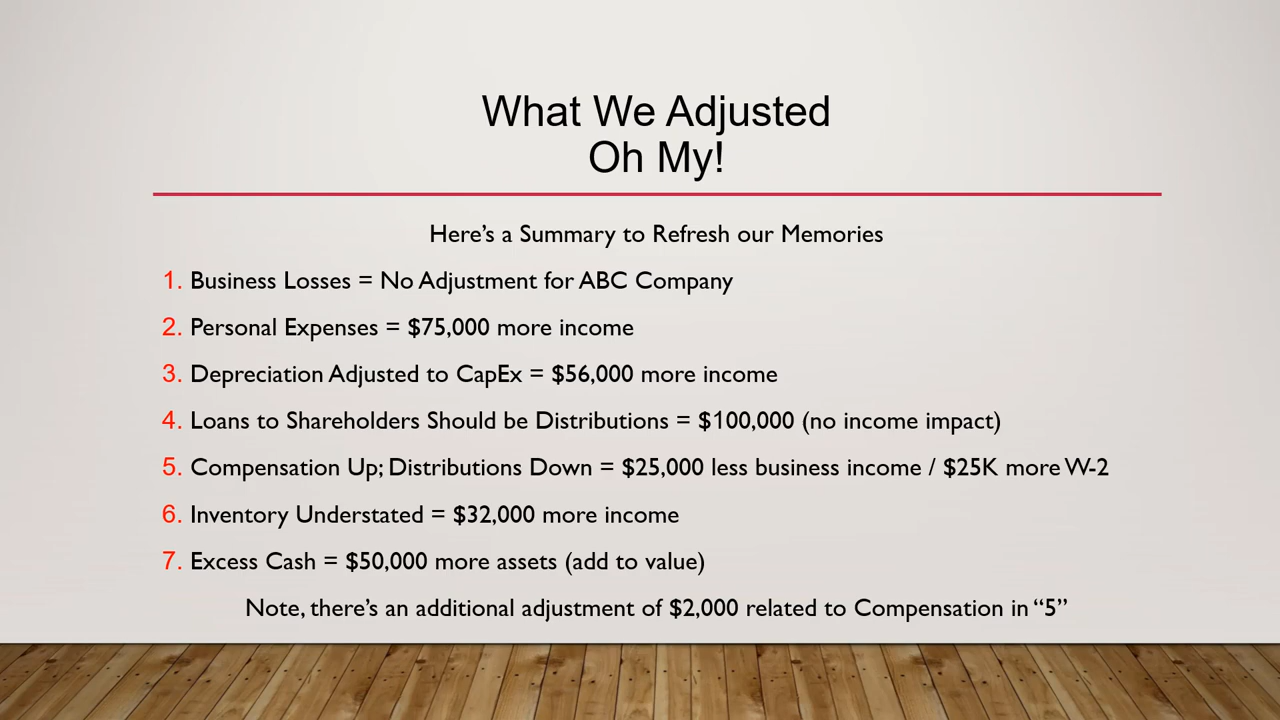 What We Adjusted
Oh My!
Here's a Summary to Refresh our Memories
1. Business Losses = No Adjustment for ABC Company
2. Personal Expenses = $75,000 more income
3. Depreciation Adjusted to CapEx = $56,000 more income
4. Loans to Shareholders Should be Distributions = $100,000 (no income impact)
5. Compensation Up; Distributions Down = $25,000 less business income / $25K more W-2
6. Inventory Understated = $32,000 more income
7. Excess Cash = $50,000 more assets (add to value)
Note, there's an additional adjustment of $2,000 related to Compensation in “5”